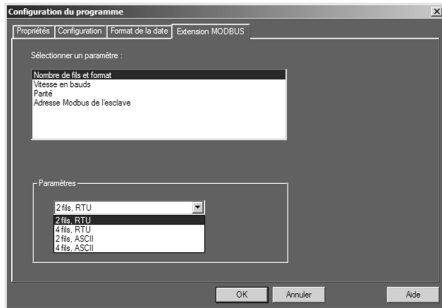 Configuration du programme
Propriétés Configuration Format de la date Extension MODBUS
Sélectionner un paramètre :
Nombre de fils et format
Vitesse en bauds
Parité
Adresse Modbus de l'esclave
Paramètres
2 fils, RTU
2 fils, RTU
4 fils, RTU
2 fils, ASCII
4 fils, ASCII
OK Annuler Aide